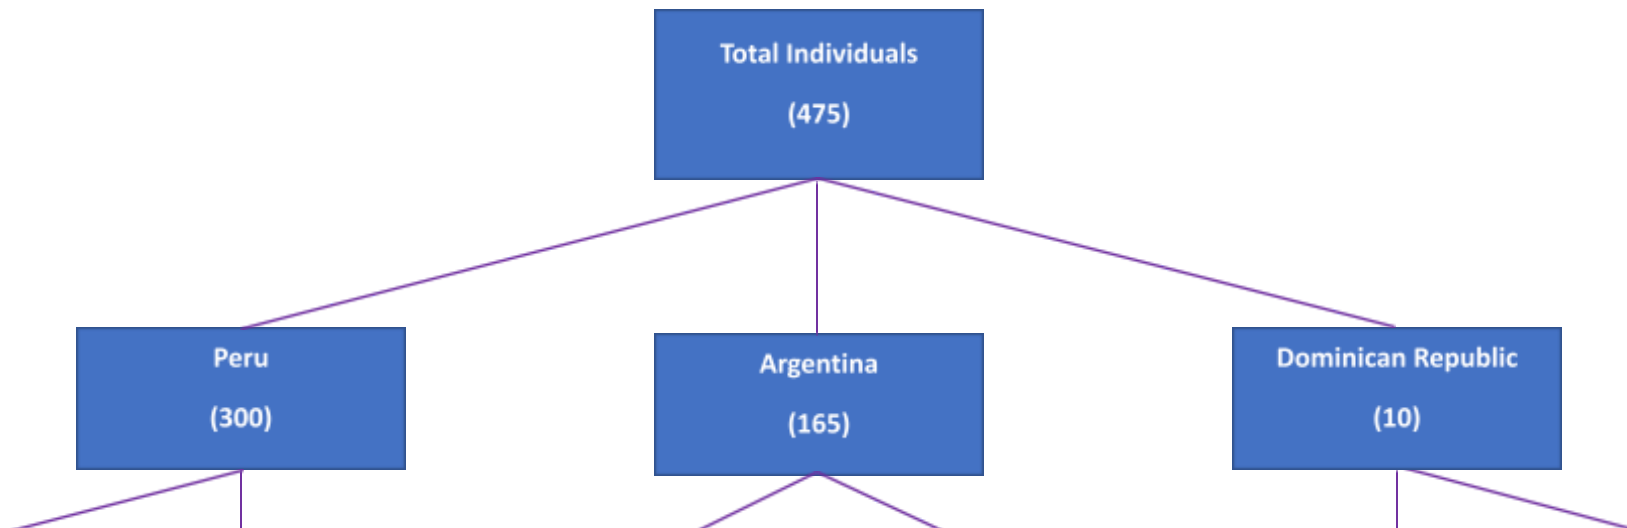 Total Individuals
(475)
Peru
(300)
Argentina
(165)
Dominican Republic
(10)